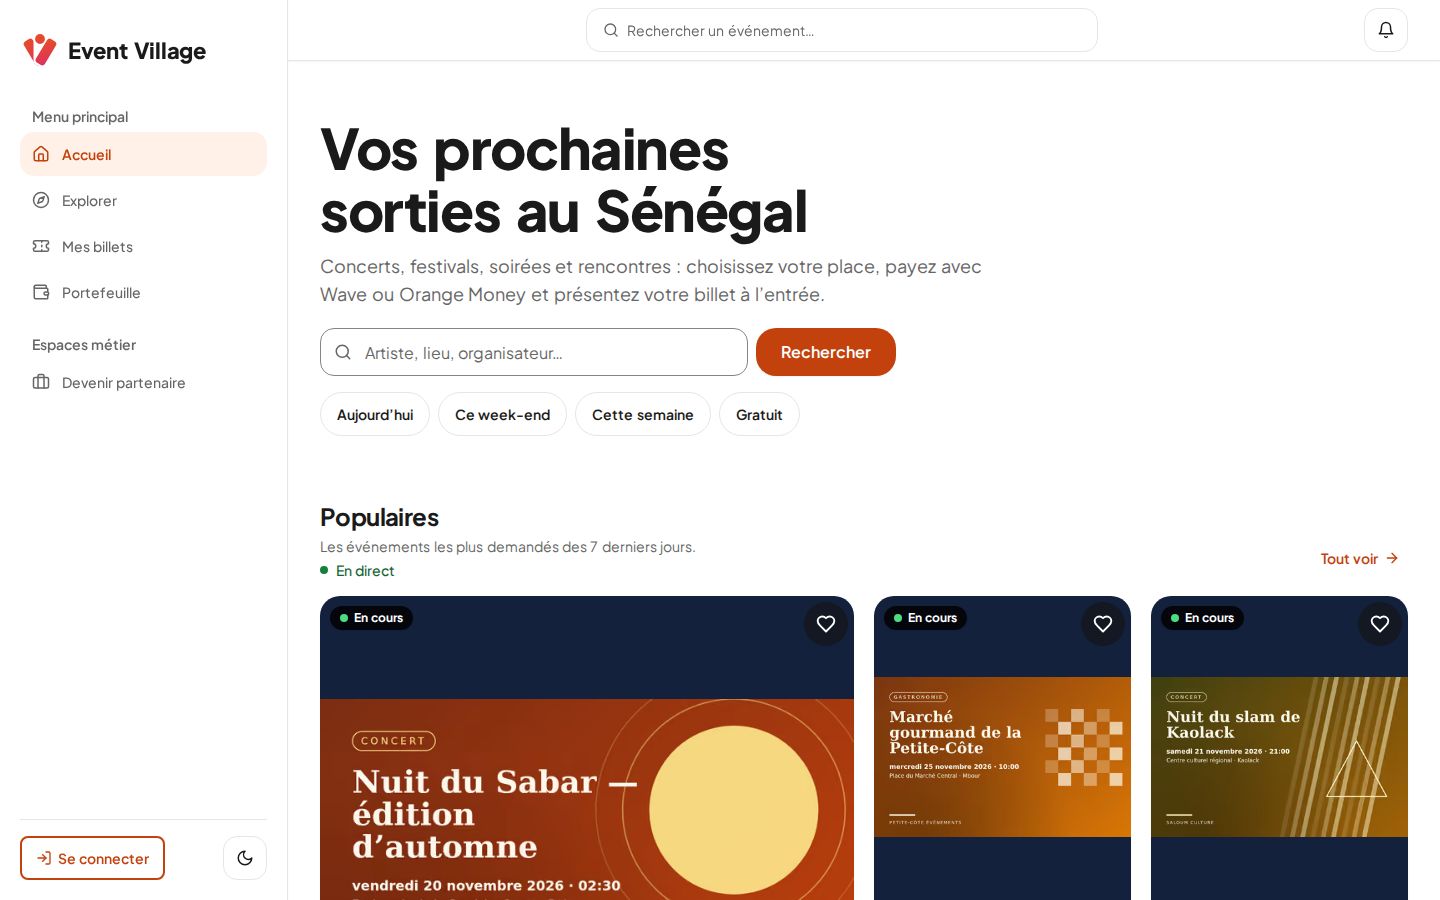 Event Village
Menu principal
Accueil
Explorer
Mes billets
Portefeuille
Espaces métier
Devenir partenaire
Se connecter
Rechercher un événement...
Vos prochaines
sorties au Sénégal
Concerts, festivals, soirées et rencontres : choisissez votre place, payez avec
Wave ou Orange Money et présentez votre billet à l’entrée.
Artiste, lieu, organisateur...
Rechercher
Aujourd’hui
Ce week-end
Cette semaine
Gratuit
Populaires
Les événements les plus demandés des 7 derniers jours.
En direct
Tout voir
En cours
CONCERT
Nuit du Sabar —
édition
d’automne
vendredi 20 novembre 2026 · 02:30
En cours
GASTRONOMIE
Marché
gourmand de la
Petite-Côte
mercredi 25 novembre 2026 · 10:00
Place du Marché Central · Mbour
PETITE-CÔTE ÉVÉNEMENTS
En cours
CONCERT
Nuit du slam de
Kaolack
samedi 21 novembre 2026 · 21:00
Centre culturel régional · Kaolack
SALOUM CULTURE